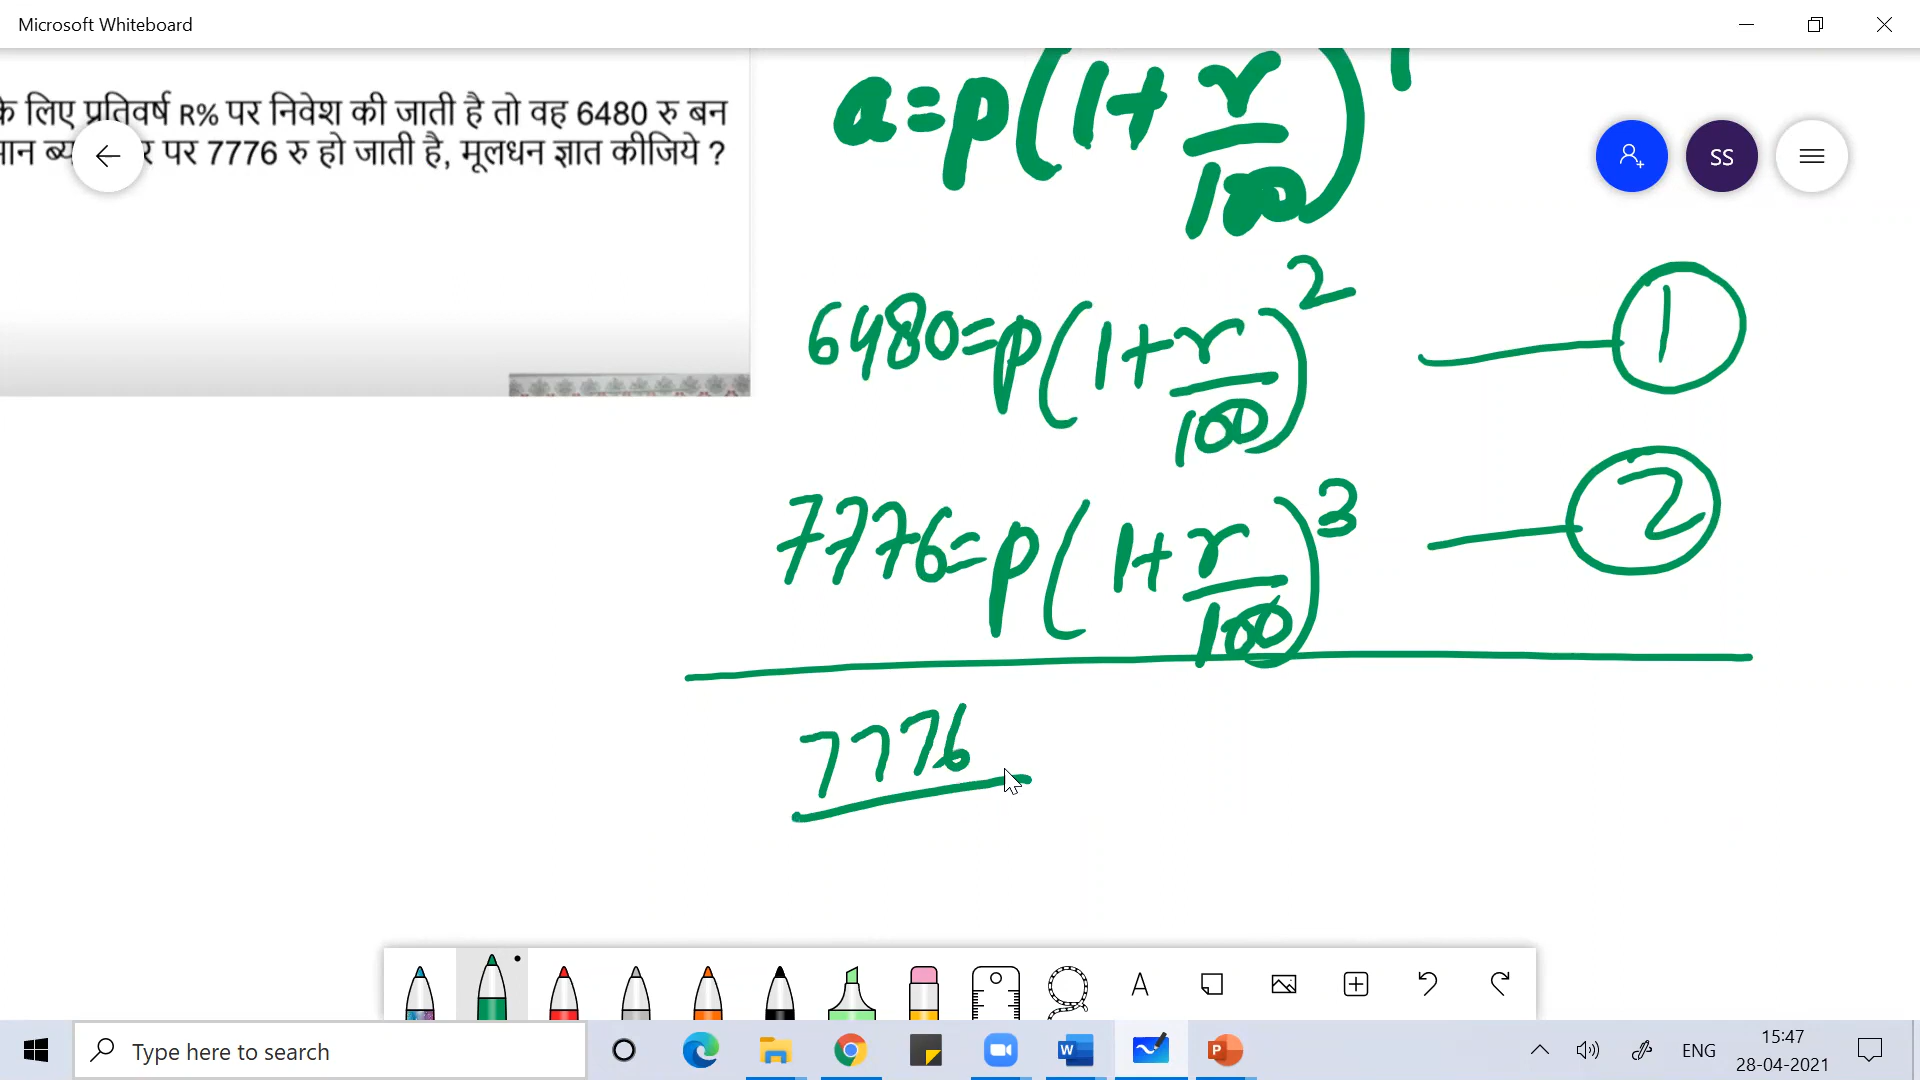 Microsoft Whiteboard
के लिए प्रतिवर्ष R% पर निवेश की जाती है तो वह 6480 रु बन
पर 7776 रु हो जाती है, मूलधन ज्ञात कीजिये ?
SS
a=p(1+r/100)
6480=p(1+r/100)^2 1
7776=p(1+r/100)^3 2
7776
A
Type here to search
ENG
15:47
28-04-2021